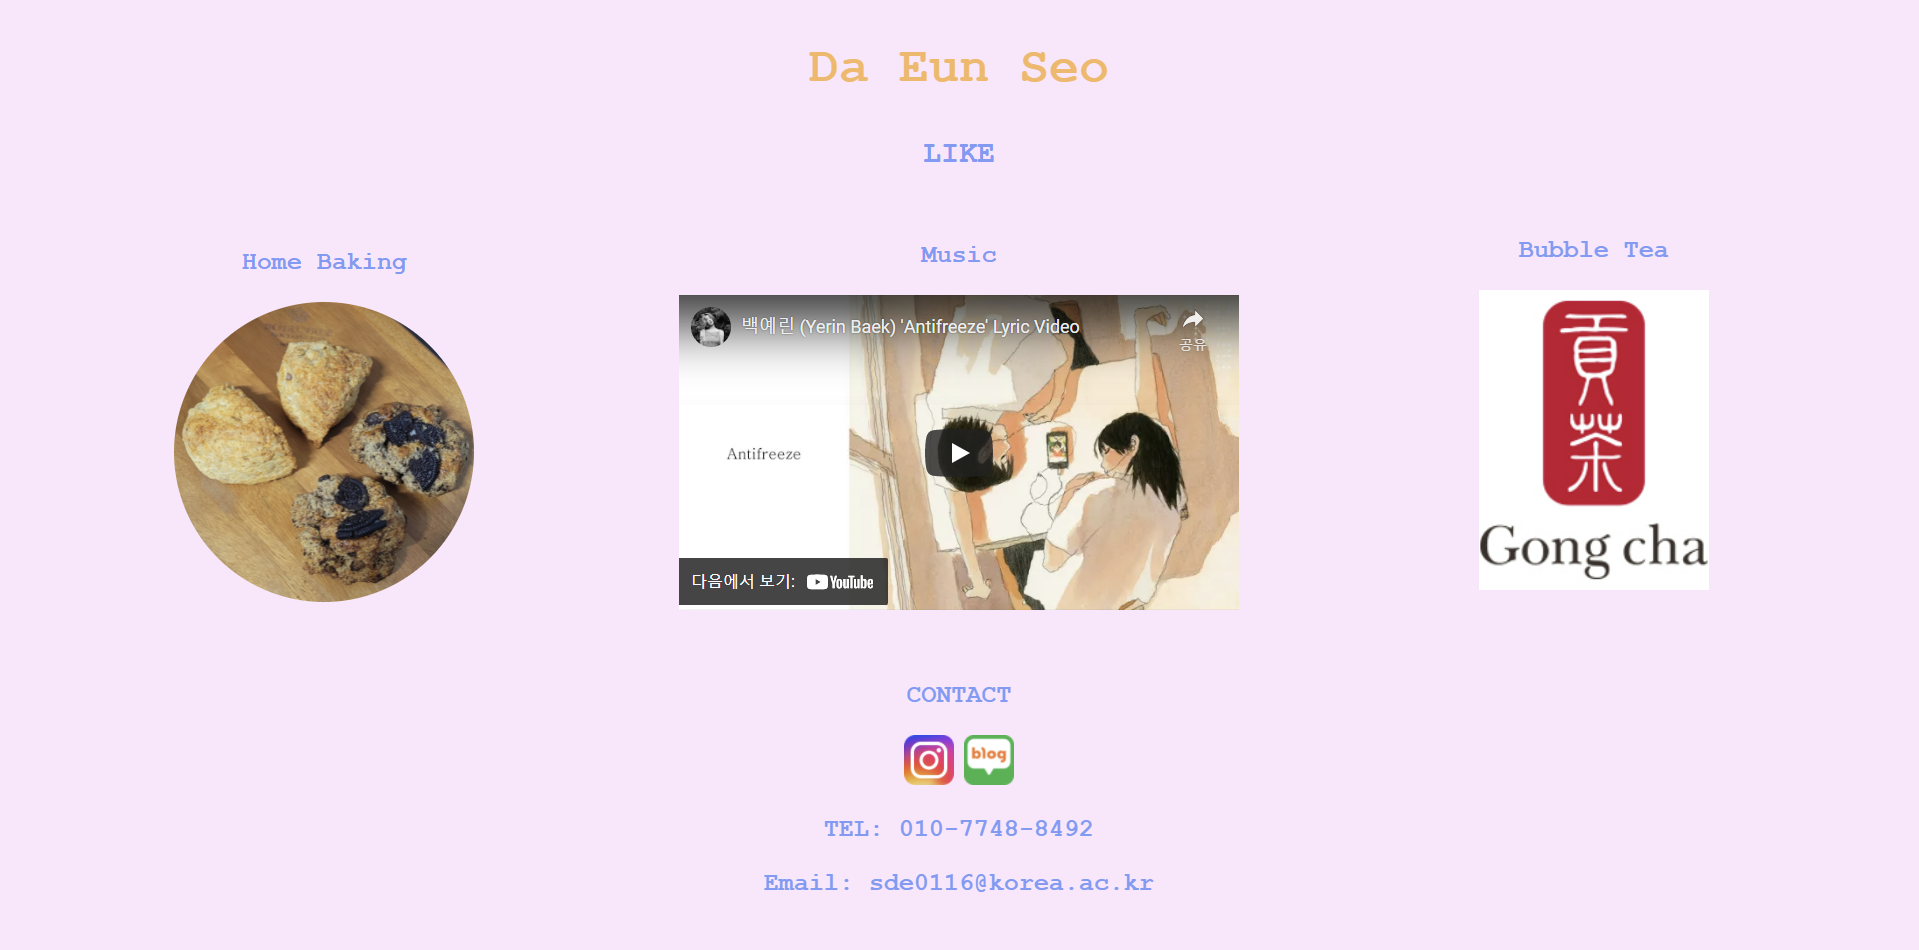 Da Eun Seo
LIKE
Home Baking
Music
백예린 (Yerin Baek) 'Antifreeze' Lyric Video
공유
Antifreeze
다음에서 보기: YouTube
Bubble Tea
貢茶
Gong cha
CONTACT
blog
TEL: 010-7748-8492
Email: sde0116@korea.ac.kr